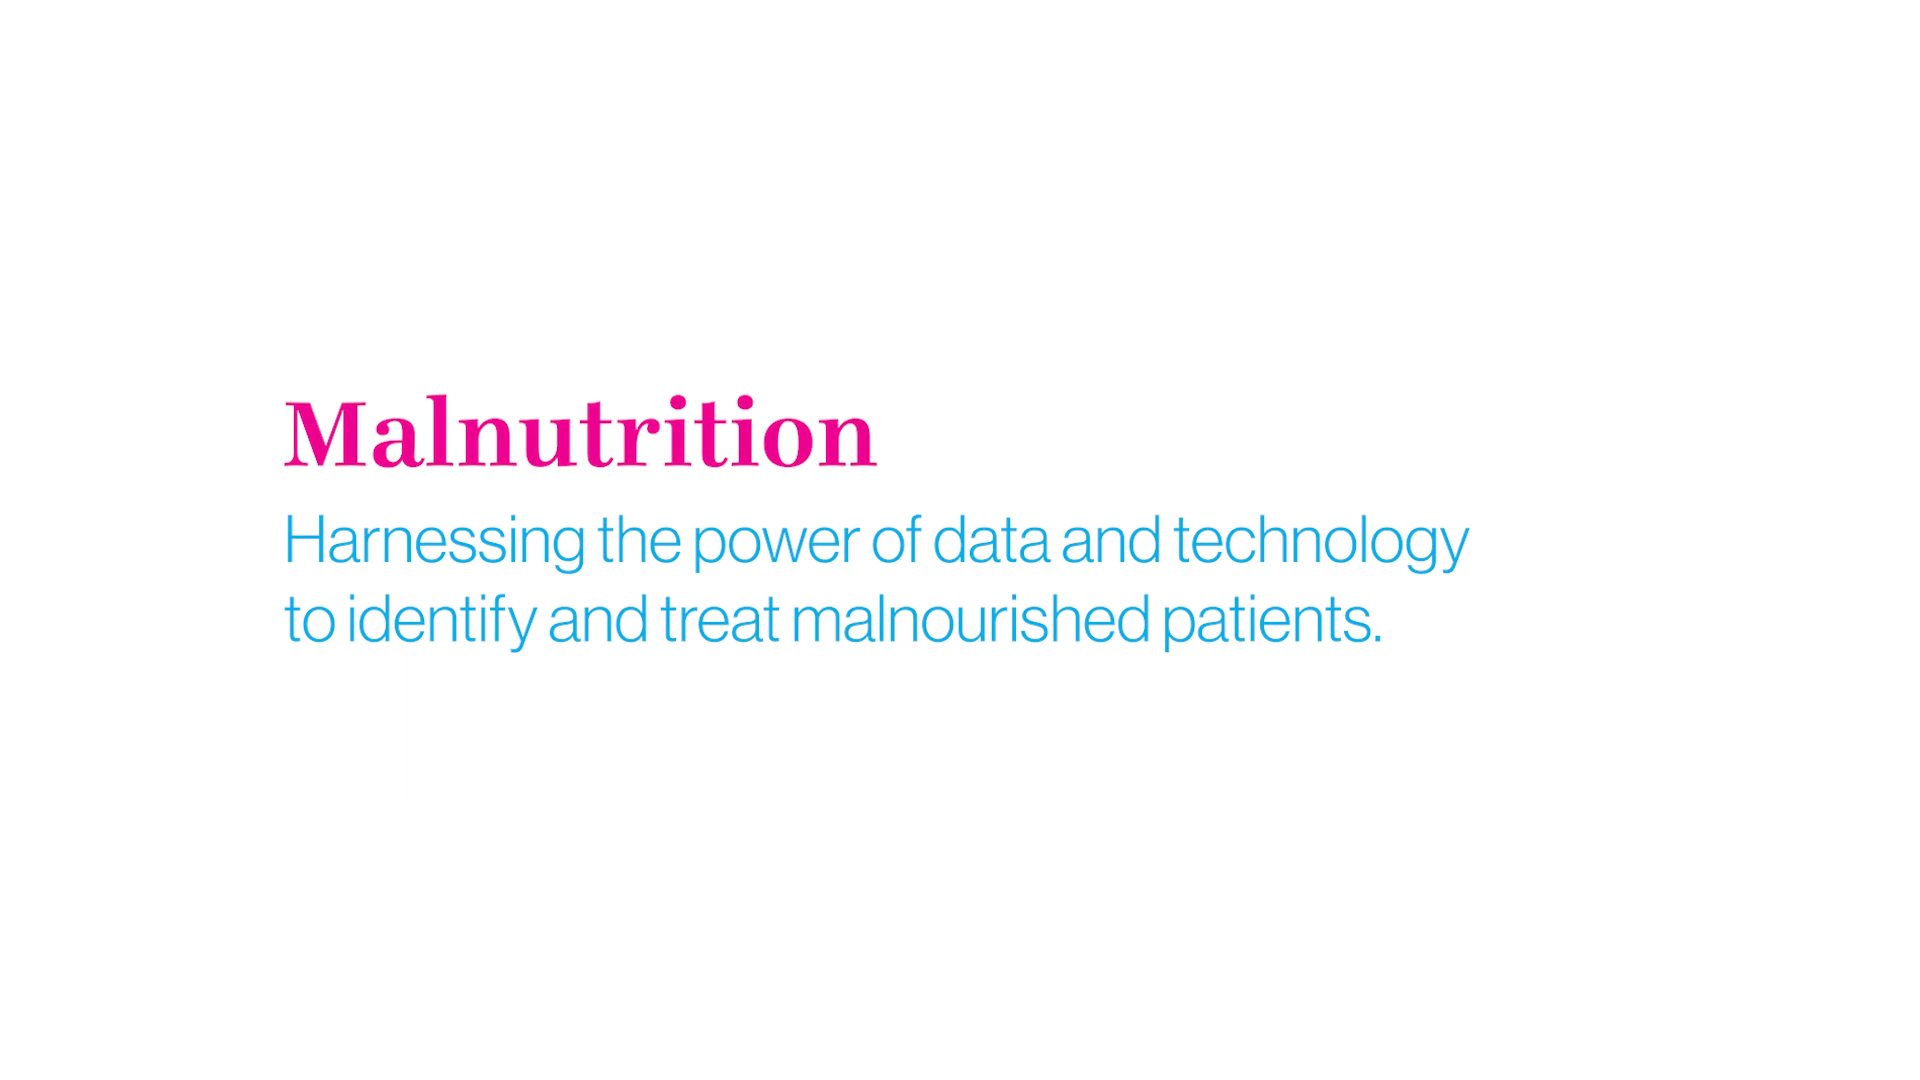 Malnutrition
Harnessing the power of data and technology
to identify and treat malnourished patients.